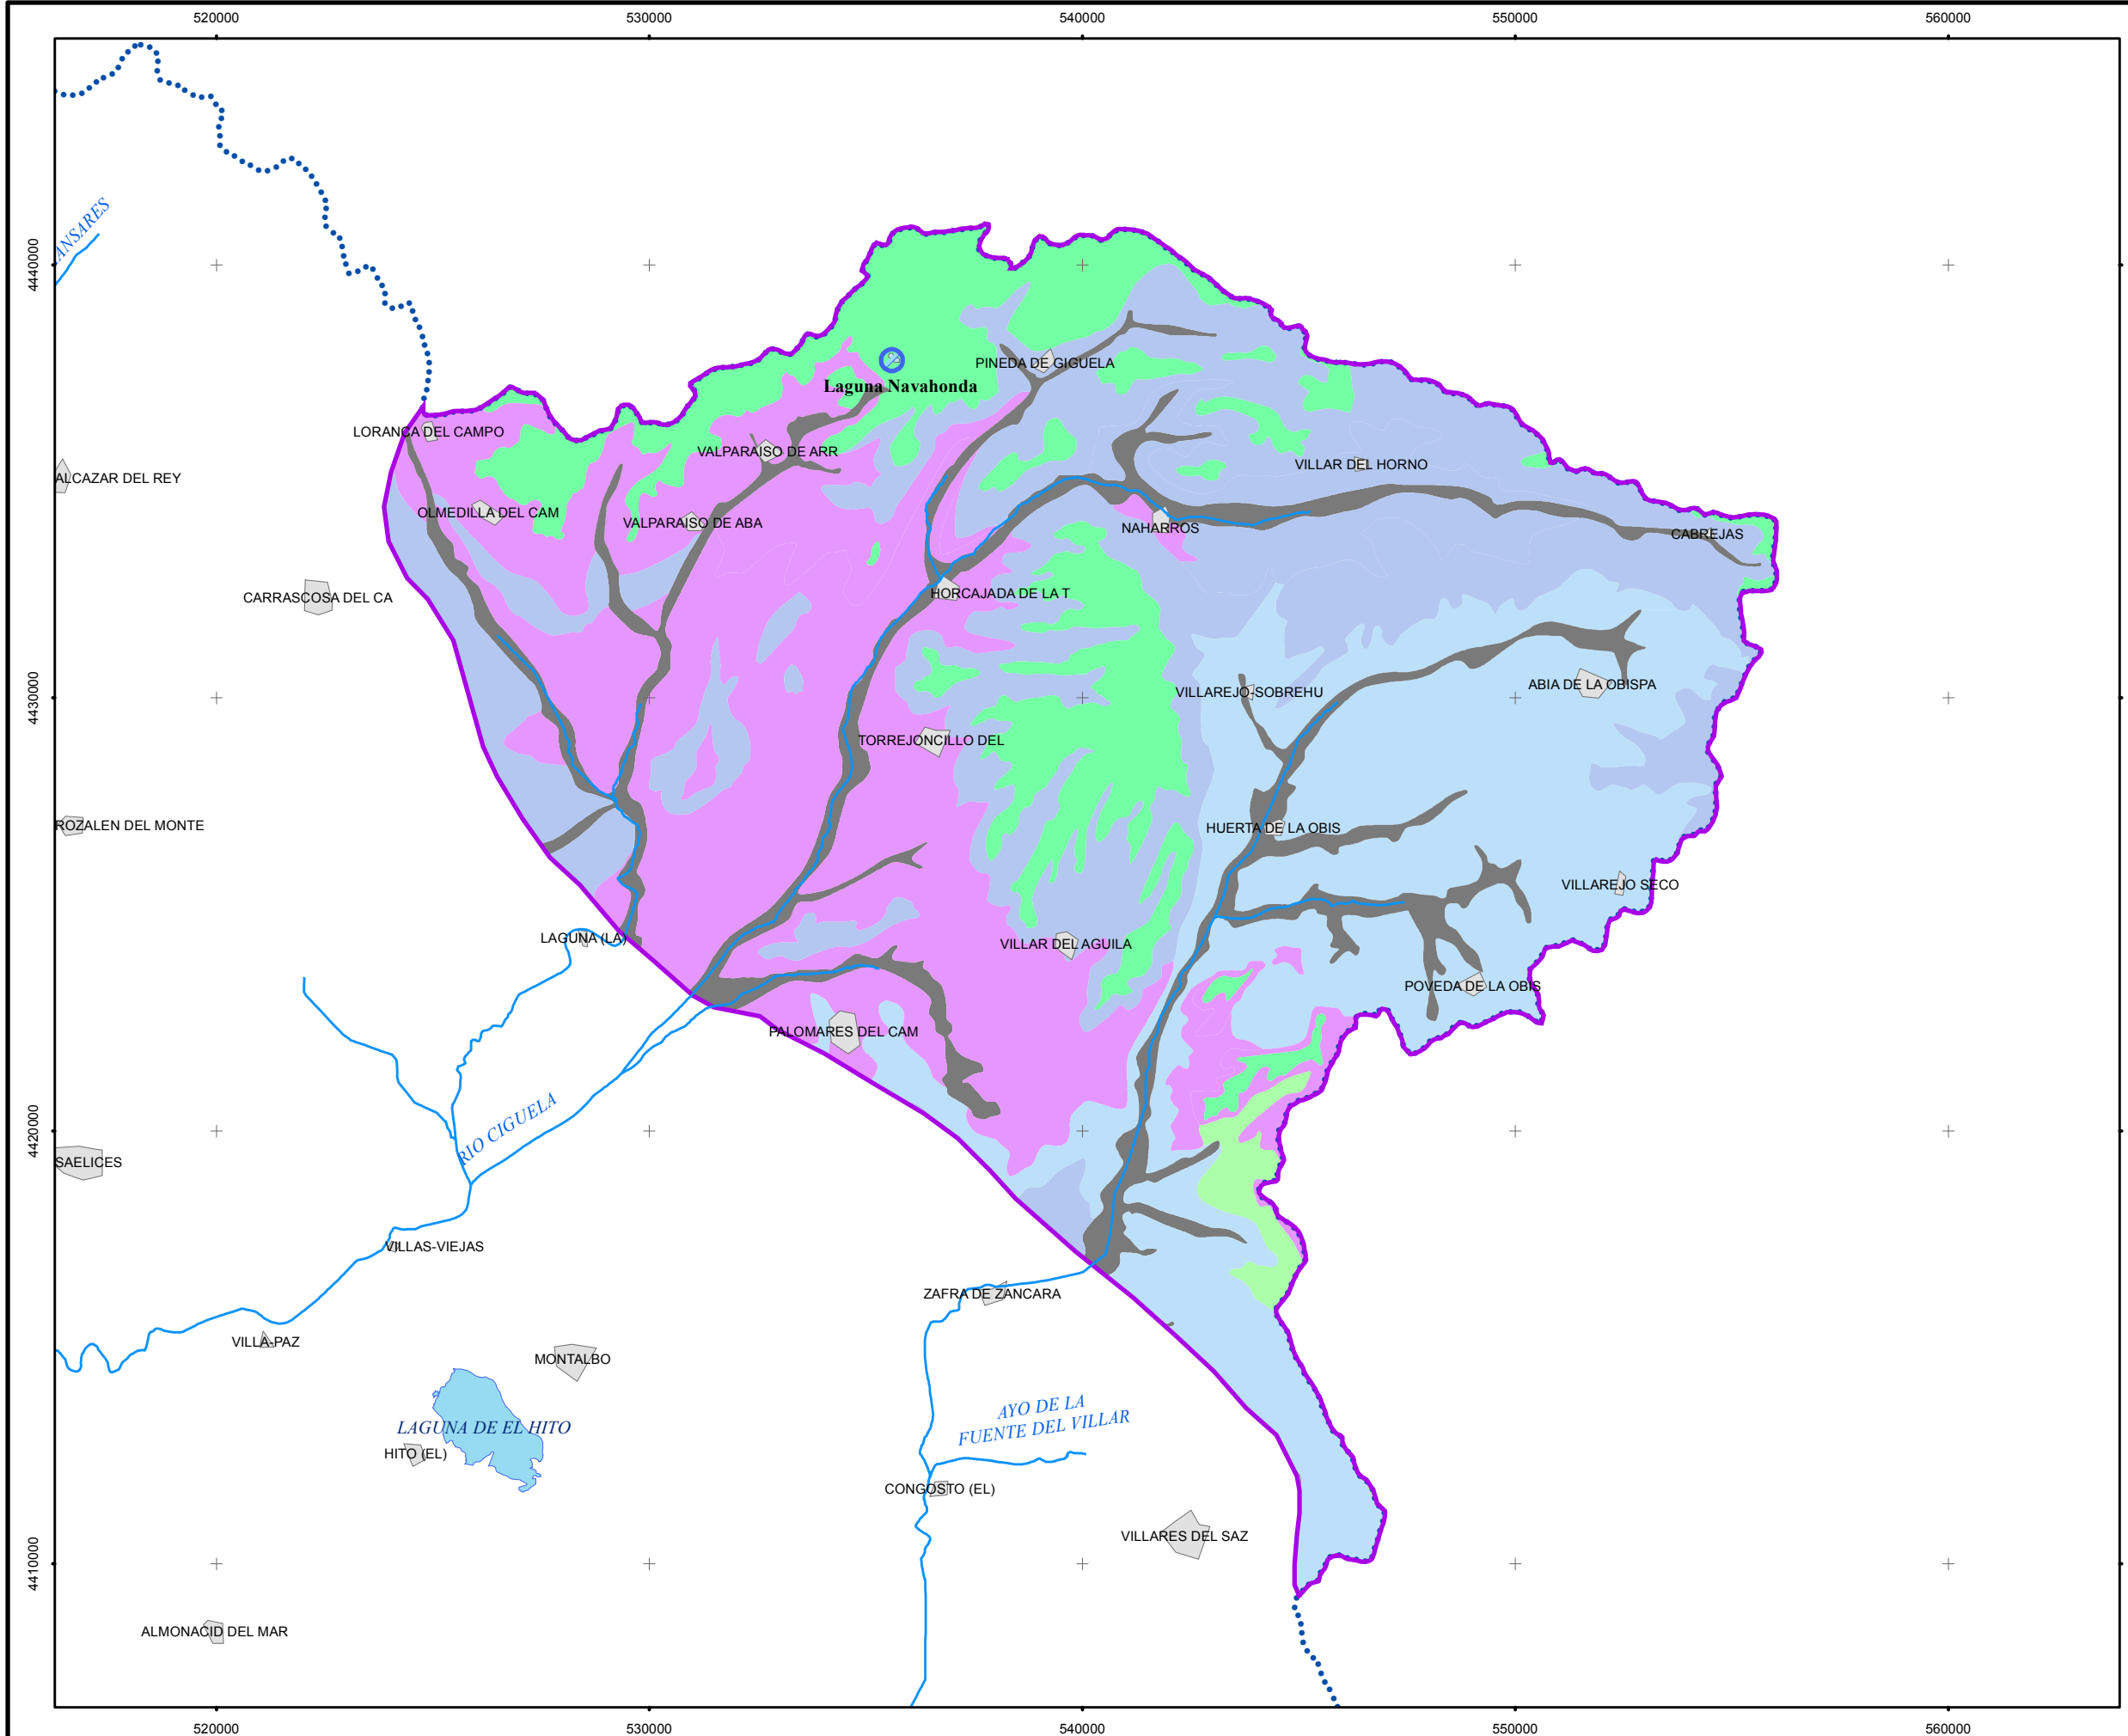 520000
530000
540000
550000
560000
4440000
4430000
4420000
4410000
ANSARES
PINEDA DE GIGUELA
Laguna Navahonda
LORANCA DEL CAMPO
VALPARAISO DE ARR
VILLAR DEL HORNO
ALCAZAR DEL REY
OLMEDILLA DEL CAM
VALPARAISO DE ABA
NAHARROS
CABREJAS
CARRASCOSA DEL CA
HORCAJADA DE LA T
VILLAREJO-SOBREHU
ABIA DE LA OBISPA
TORREJONCILLO DEL
ROZALEN DEL MONTE
HUERTA DE LA OBIS
VILLAREJO SECO
LAGUNA (LA)
VILLAR DEL AGUILA
POVEDA DE LA OBIS
PALOMARES DEL CAM
RIO CIGUELA
SAELICES
VILLAS-VIEJAS
ZAFRA DE ZANCARA
VILLA-PAZ
MONTALBO
AYO DE LA
FUENTE DEL VILLAR
LAGUNA DE EL HITO
HITO (EL)
CONGOSTO (EL)
VILLARES DEL SAZ
ALMONACID DEL MAR
520000
530000
540000
550000
560000